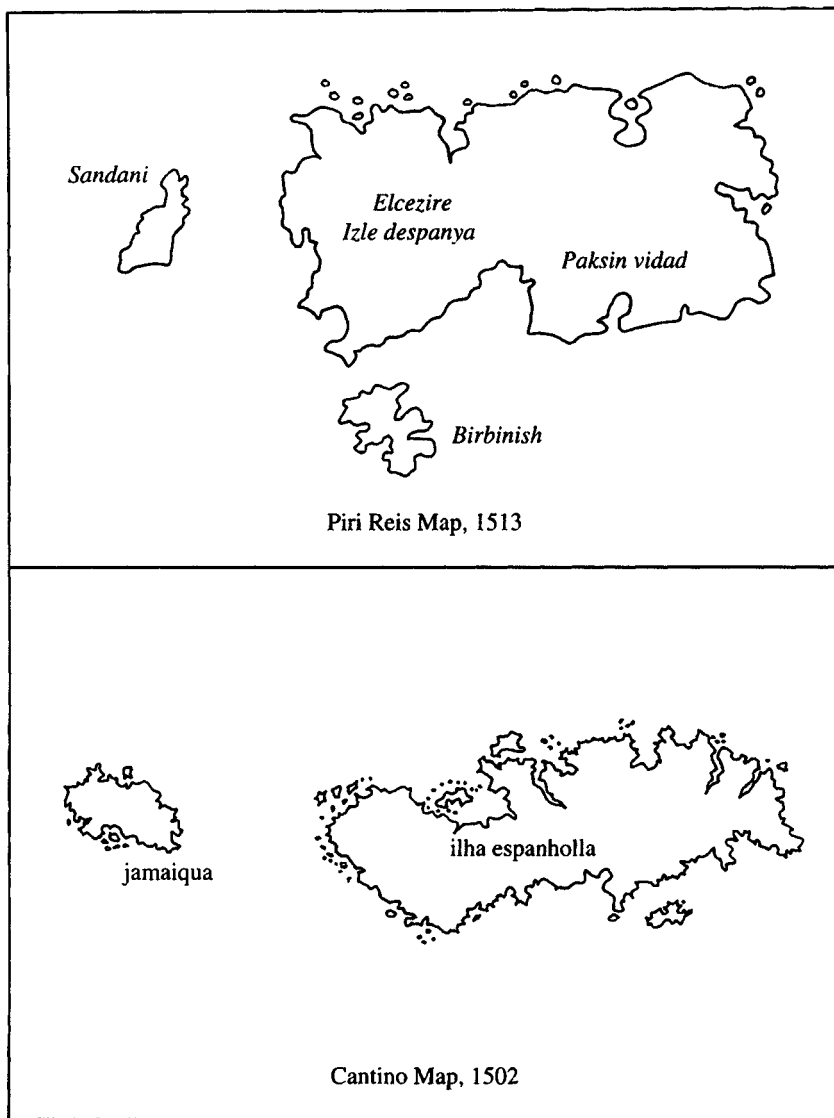 Sandani
Elcezire
Izle despanya
Paksin vidad
Birbinish
Piri Reis Map, 1513
jamaiqua
ilha espanholla
Cantino Map, 1502